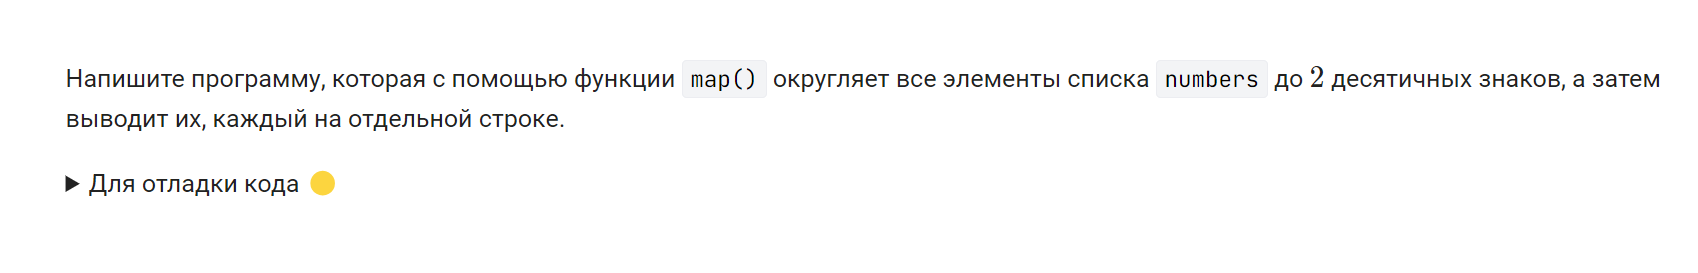 Напишите программу, которая с помощью функции map() округляет все элементы списка numbers до 2 десятичных знаков, а затем
выводит их, каждый на отдельной строке.
Для отладки кода